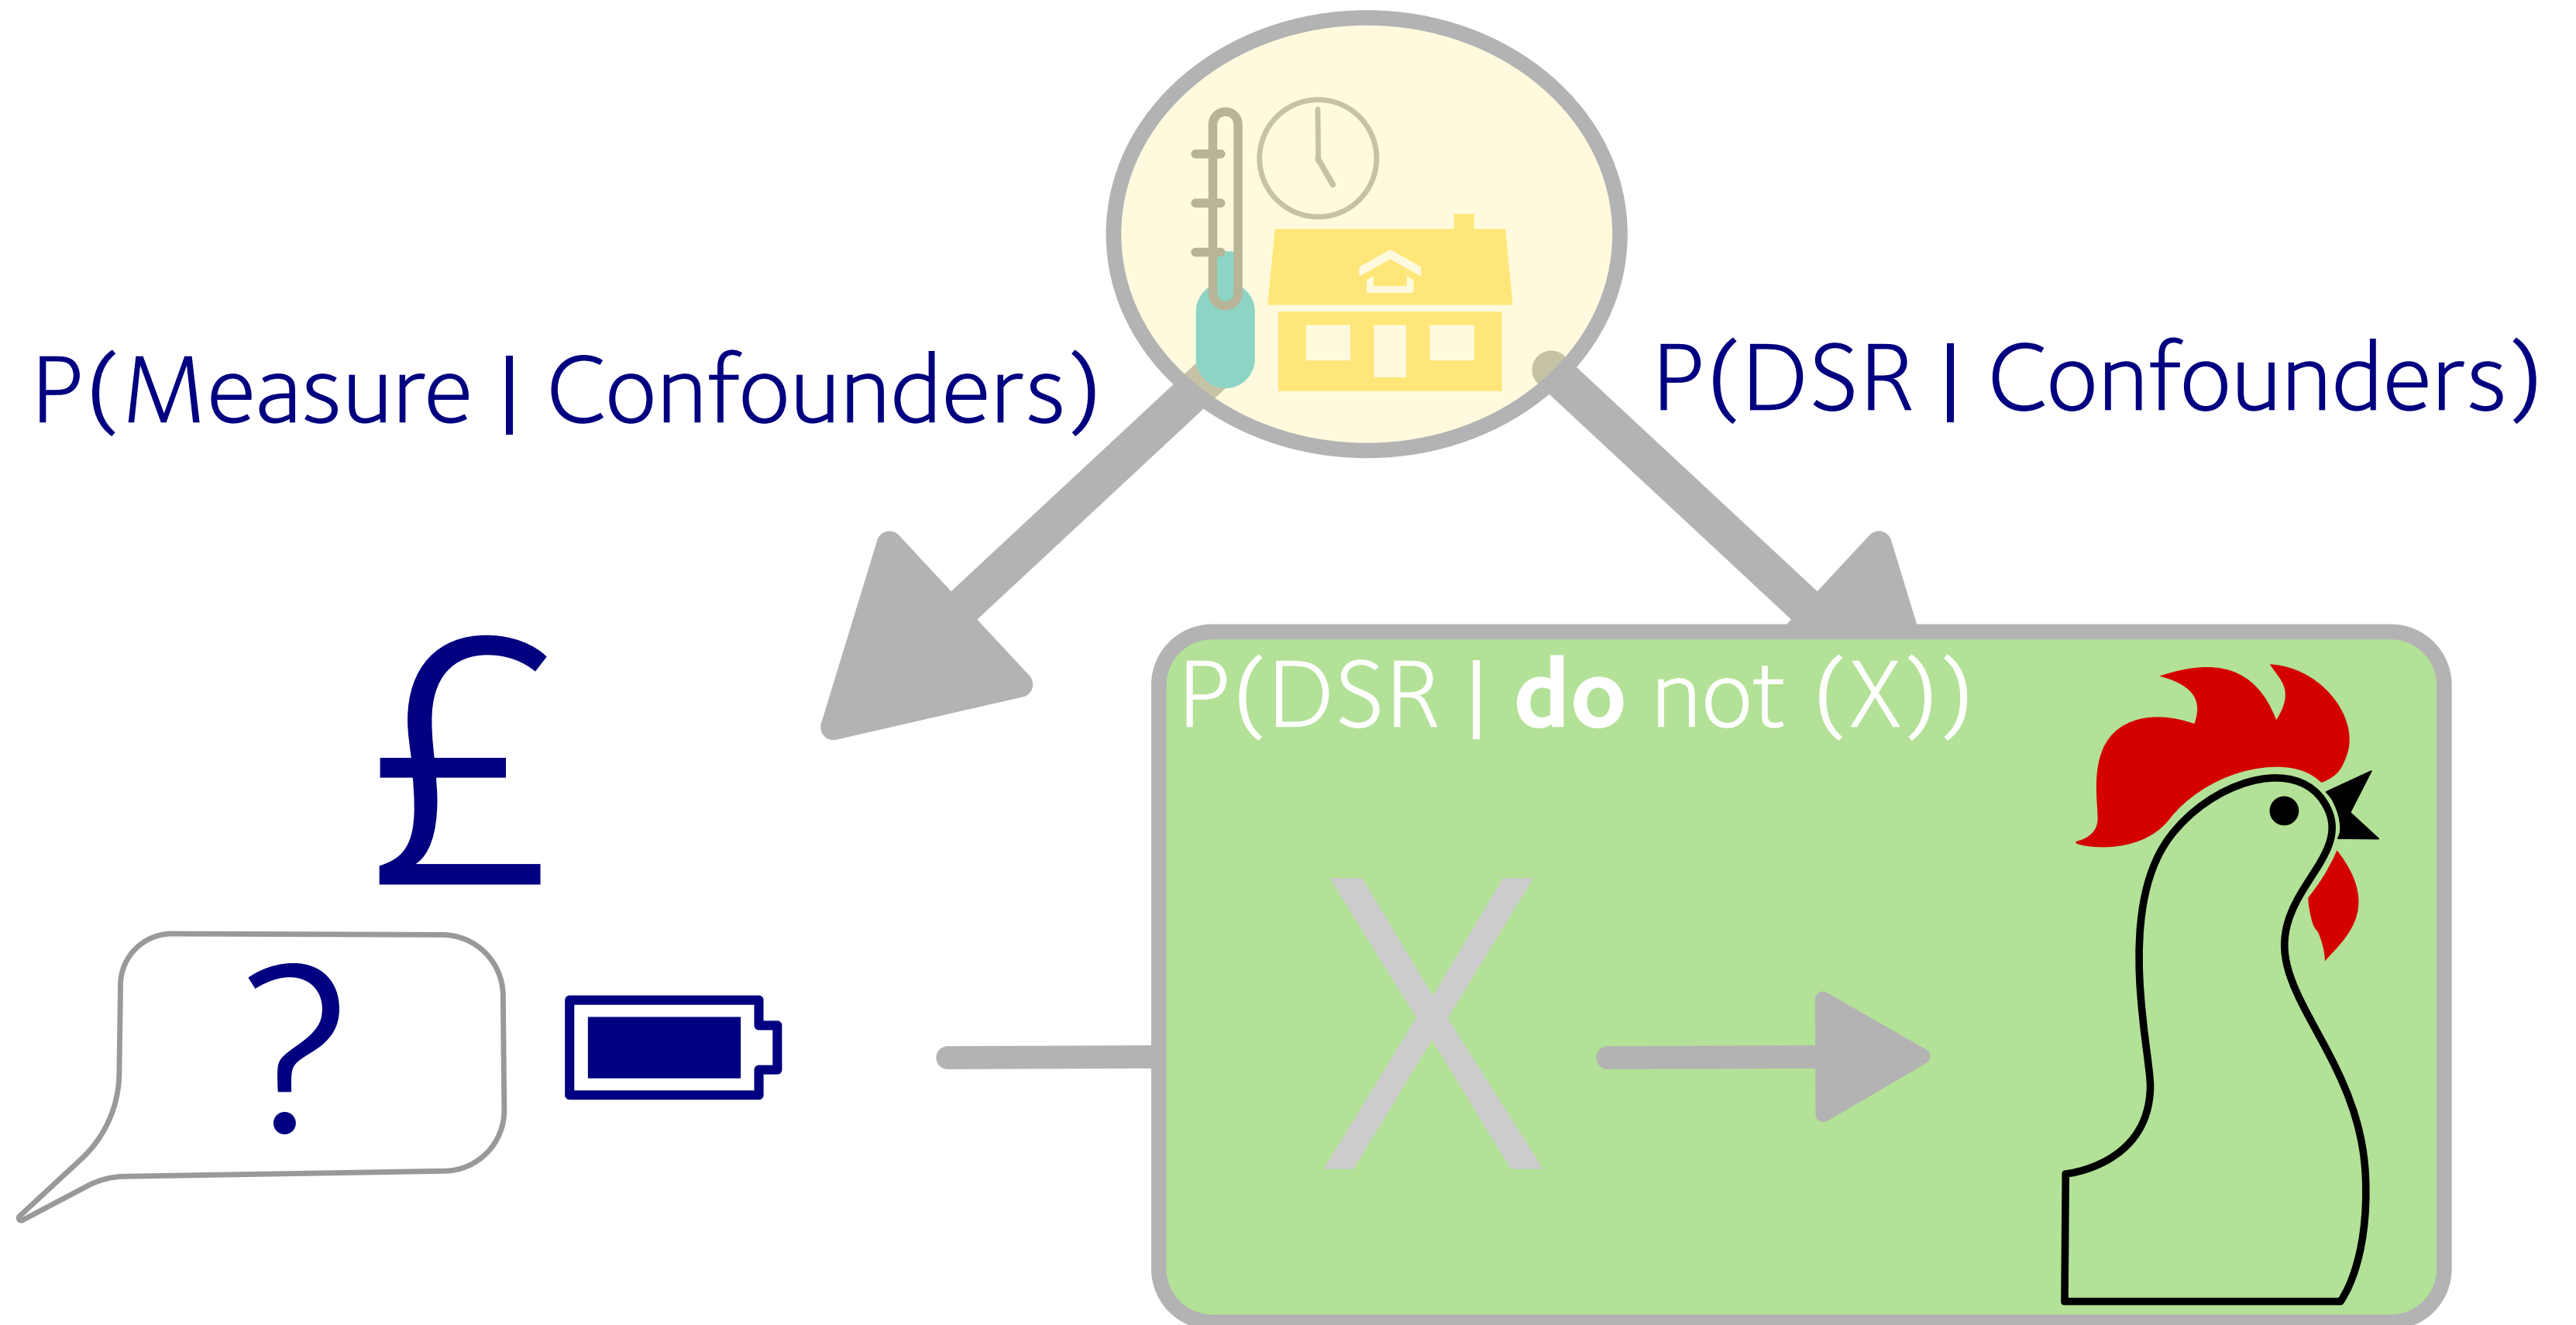 P(Measure | Confounders)
P(DSR | Confounders)
£
P(DSR | do not (X))
?
X